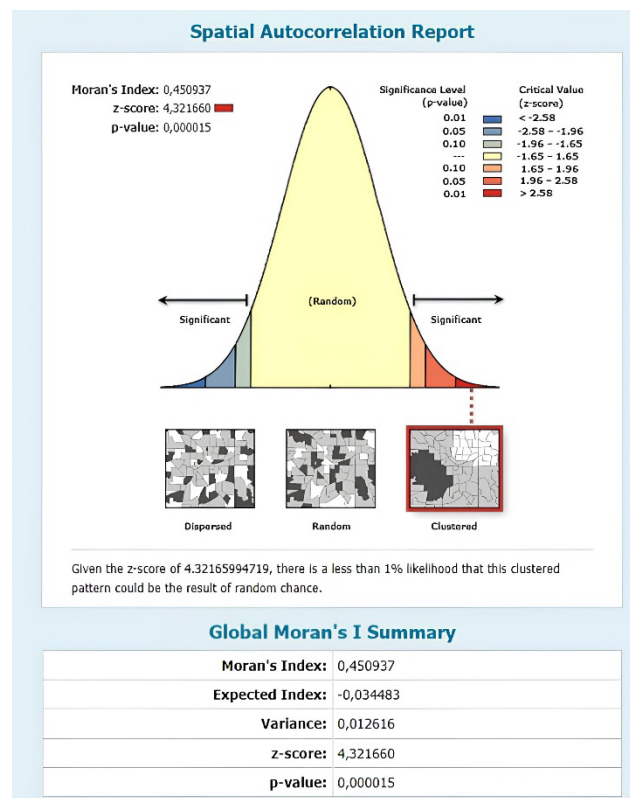 Spatial Autocorrelation Report
Moran's Index: 0,450937
z-score: 4,321660
p-value: 0,000015
Significance Level
(p-value)
Critical Value
(z-score)
0.01 < -2.58
0.05 -2.58 - -1.96
0.10 -1.96 - -1.65
--- -1.65 - 1.65
0.10 1.65 - 1.96
0.05 1.96 - 2.58
0.01 > 2.58
(Random)
Significant
Significant
Dispersed
Random
Clustered
Given the z-score of 4.32165994719, there is a less than 1% likelihood that this clustered
pattern could be the result of random chance.
Global Moran's I Summary
Moran's Index: 0,450937
Expected Index: -0,034483
Variance: 0,012616
z-score: 4,321660
p-value: 0,000015